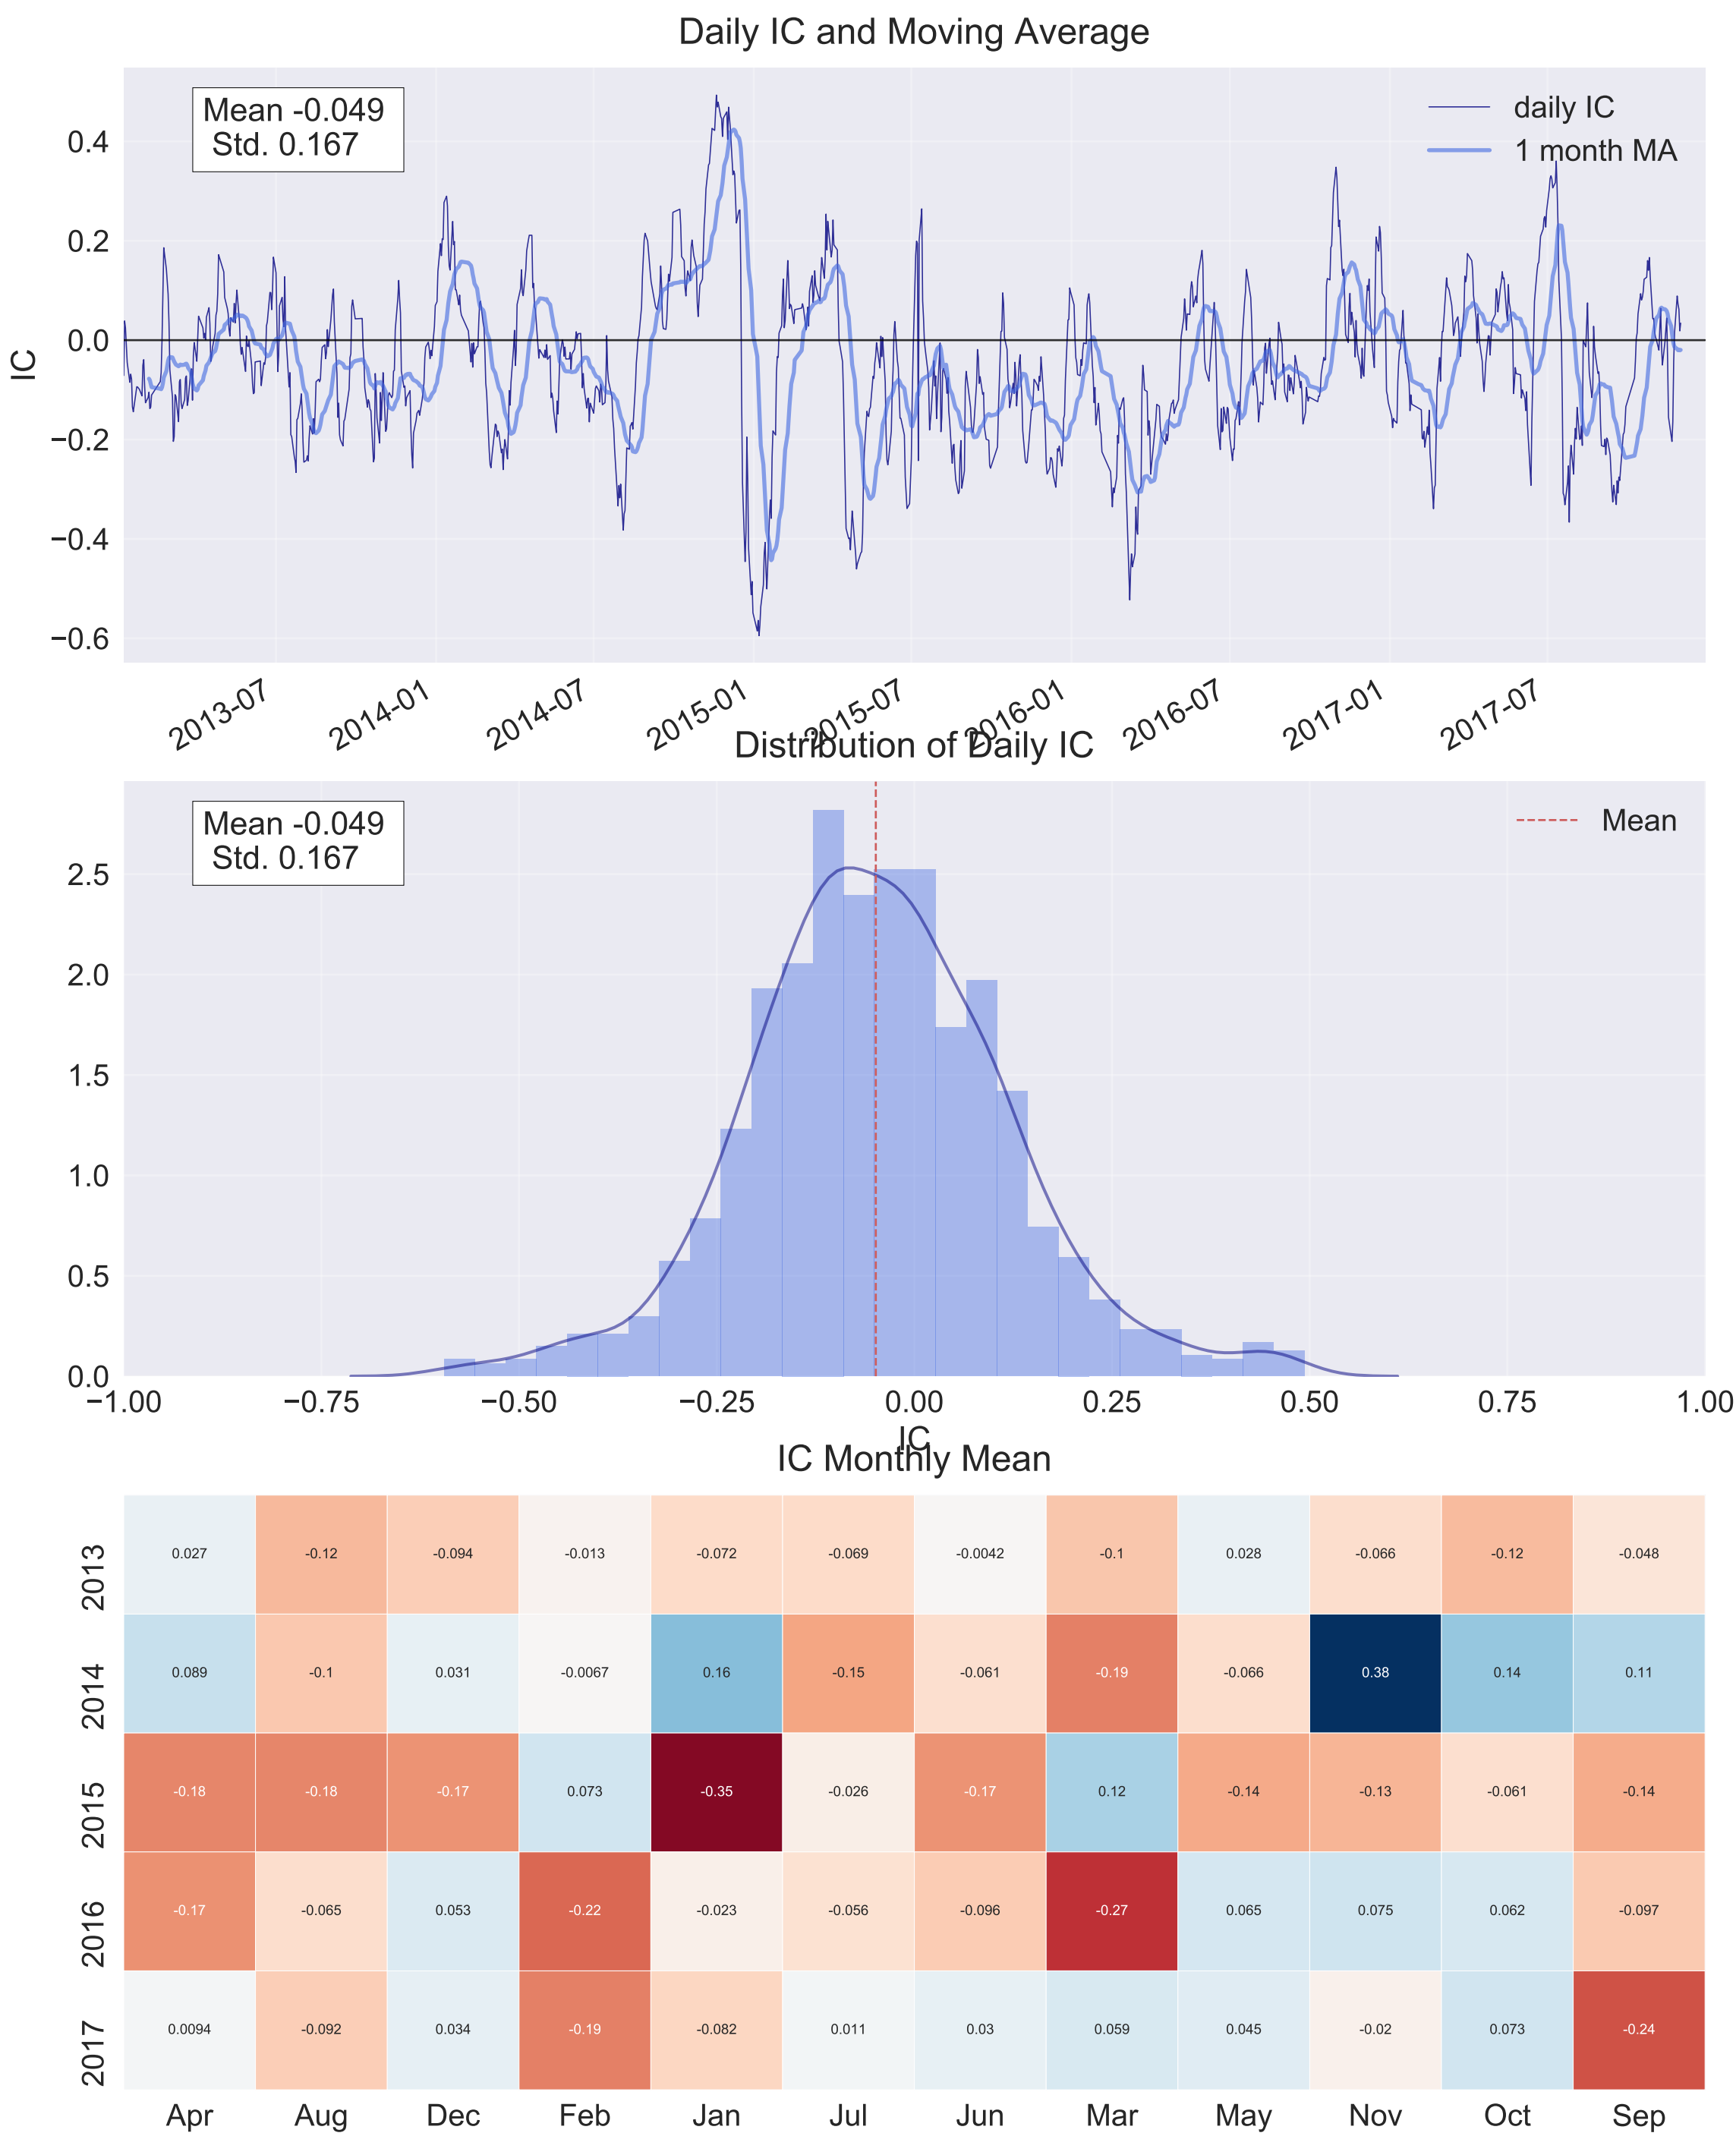 Daily IC and Moving Average
Mean -0.049
Std. 0.167
daily IC
1 month MA
IC
0.4
0.2
0.0
−0.2
−0.4
−0.6
2013-07 2014-01 2014-07 2015-01 2015-07 2016-01 2016-07 2017-01 2017-07
Distribution of Daily IC
Mean -0.049
Std. 0.167
Mean
2.5
2.0
1.5
1.0
0.5
0.0
−1.00 −0.75 −0.50 −0.25 0.00 0.25 0.50 0.75 1.00
IC
IC Monthly Mean
2013 0.027 -0.12 -0.094 -0.013 -0.072 -0.069 -0.0042 -0.1 0.028 -0.066 -0.12 -0.048
2014 0.089 -0.1 0.031 -0.0067 0.16 -0.15 -0.061 -0.19 -0.066 0.38 0.14 0.11
2015 -0.18 -0.18 -0.17 0.073 -0.35 -0.026 -0.17 0.12 -0.14 -0.13 -0.061 -0.14
2016 -0.17 -0.065 0.053 -0.22 -0.023 -0.056 -0.096 -0.27 0.065 0.075 0.062 -0.097
2017 0.0094 -0.092 0.034 -0.19 -0.082 0.011 0.03 0.059 0.045 -0.02 0.073 -0.24
Apr Aug Dec Feb Jan Jul Jun Mar May Nov Oct Sep